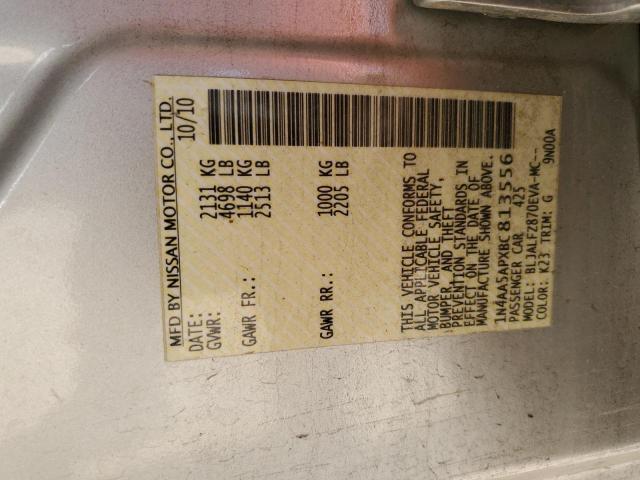 MFD BY NISSAN MOTOR CO., LTD.
DATE: 10/10
GVWR: 2131 KG
4698 LB
GAWR FR.: 1140 KG
2513 LB
GAWR RR.: 1000 KG
2205 LB
THIS VEHICLE CONFORMS TO
ALL APPLICABLE FEDERAL
MOTOR VEHICLE SAFETY,
BUMPER, AND THEFT
PREVENTION STANDARDS IN
EFFECT ON THE DATE OF
MANUFACTURE SHOWN ABOVE.
1N4AA5APXBC813556
PASSENGER CAR 425
MODEL: BLJALFZ870EVA-MC--
COLOR: K23 TRIM: G 9N00A